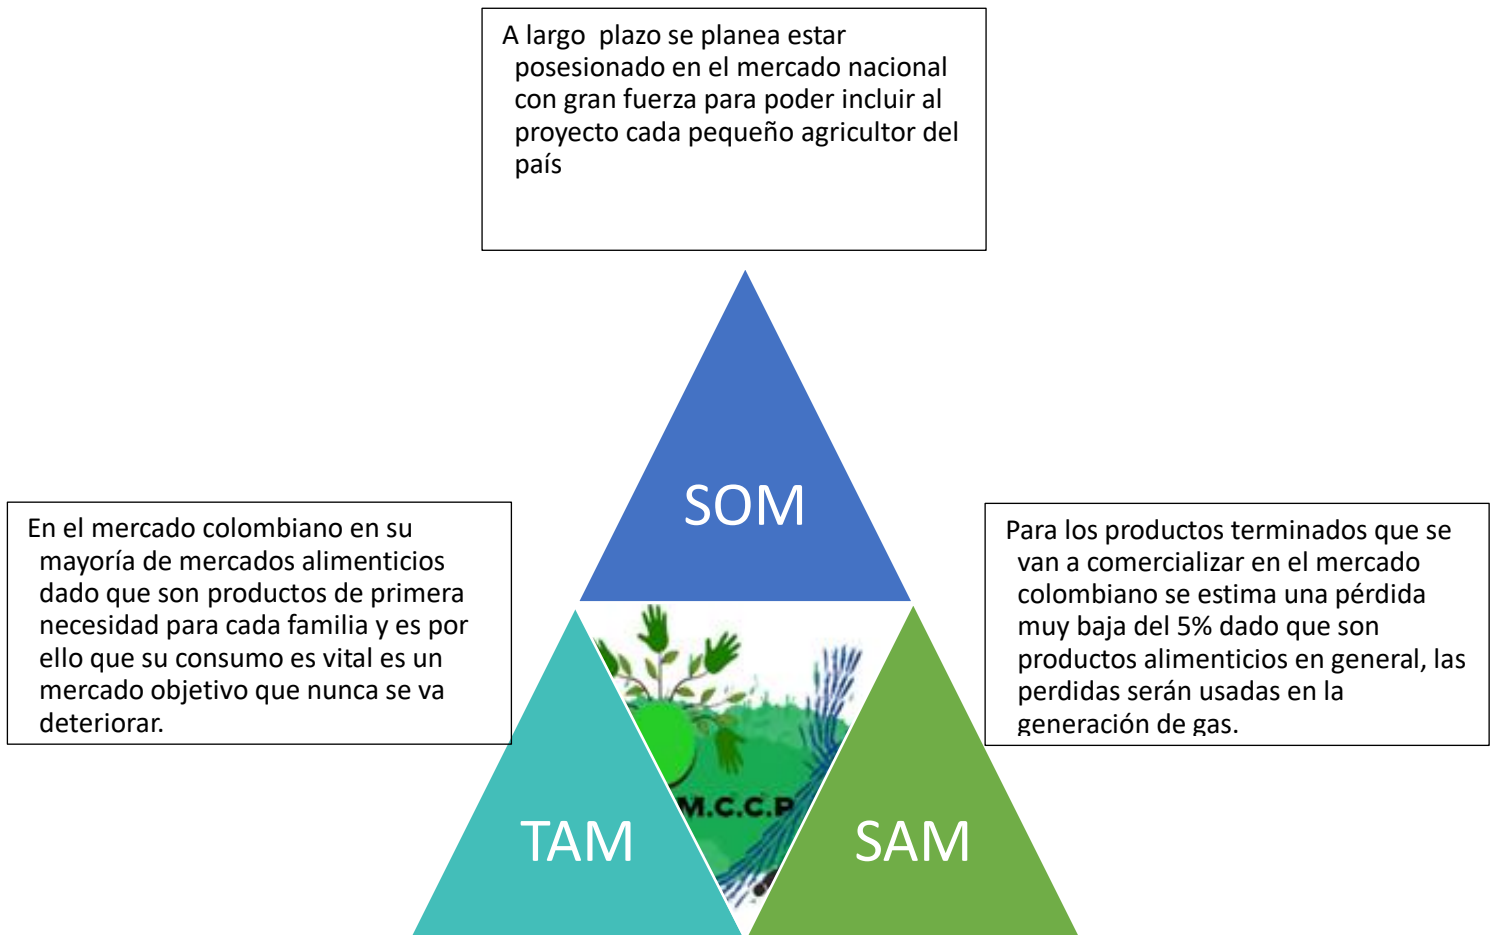 A largo  plazo se planea estar
posesionado en el mercado nacional
con gran fuerza para poder incluir al
proyecto cada pequeño agricultor del
país
SOM
En el mercado colombiano en su
mayoría de mercados alimenticios
dado que son productos de primera
necesidad para cada familia y es por
ello que su consumo es vital es un
mercado objetivo que nunca se va
deteriorar.
Para los productos terminados que se
van a comercializar en el mercado
colombiano se estima una pérdida
muy baja del 5% dado que son
productos alimenticios en general, las
perdidas serán usadas en la
generación de gas.
TAM
M.C.C.P
SAM